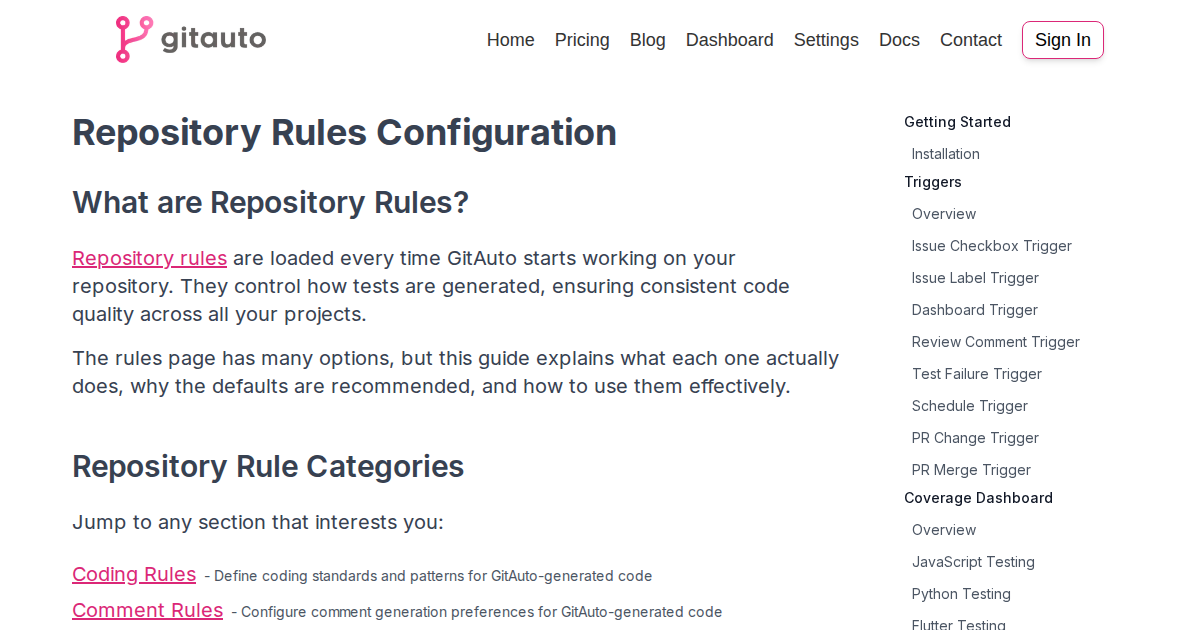 gitauto
Home Pricing Blog Dashboard Settings Docs Contact Sign In
Repository Rules Configuration
What are Repository Rules?
Repository rules are loaded every time GitAuto starts working on your
repository. They control how tests are generated, ensuring consistent code
quality across all your projects.
The rules page has many options, but this guide explains what each one actually
does, why the defaults are recommended, and how to use them effectively.
Repository Rule Categories
Jump to any section that interests you:
Coding Rules - Define coding standards and patterns for GitAuto-generated code
Comment Rules - Configure comment generation preferences for GitAuto-generated code
Getting Started
Installation
Triggers
Overview
Issue Checkbox Trigger
Issue Label Trigger
Dashboard Trigger
Review Comment Trigger
Test Failure Trigger
Schedule Trigger
PR Change Trigger
PR Merge Trigger
Coverage Dashboard
Overview
JavaScript Testing
Python Testing
Flutter Testing